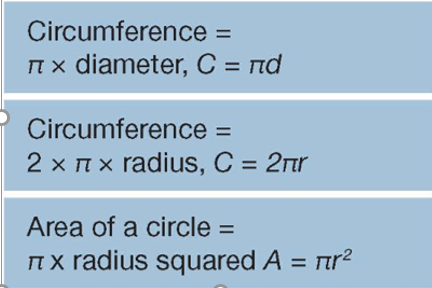 Circumference =
π × diameter, C = πd
Circumference =
2 × π × radius, C = 2πr
Area of a circle =
π x radius squared A = πr²